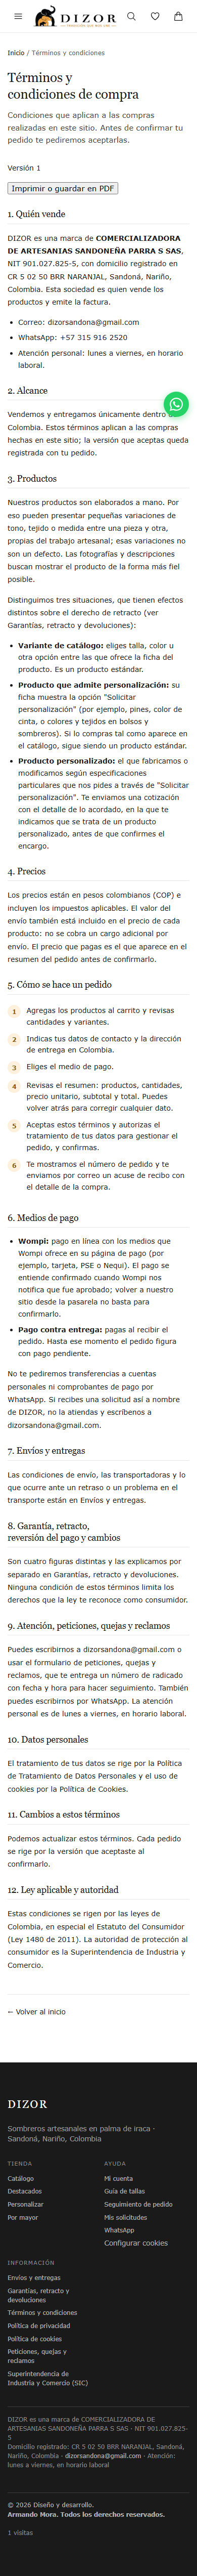 DIZOR
Inicio / Términos y condiciones
Términos y
condiciones de compra
Condiciones que aplican a las compras
realizadas en este sitio. Antes de confirmar tu
pedido te pediremos aceptarlas.
Versión 1
Imprimir o guardar en PDF
1. Quién vende
DIZOR es una marca de COMERCIALIZADORA
DE ARTESANIAS SANDONEÑA PARRA S SAS,
NIT 901.027.825-5, con domicilio registrado en
CR 5 02 50 BRR NARANJAL, Sandoná, Nariño,
Colombia. Esta sociedad es quien vende los
productos y emite la factura.
• Correo: dizorsandona@gmail.com
• WhatsApp: +57 315 916 2520
• Atención personal: lunes a viernes, en horario
laboral.
2. Alcance
Vendemos y entregamos únicamente dentro
Colombia. Estos términos aplican a las compras
hechas en este sitio; la versión que aceptas queda
registrada con tu pedido.
3. Productos
Nuestros productos son elaborados a mano. Por
eso pueden presentar pequeñas variaciones de
tono, tejido o medida entre una pieza y otra,
propias del trabajo artesanal; esas variaciones no
son un defecto. Las fotografías y descripciones
buscan mostrar el producto de la forma más fiel
posible.
Distinguimos tres situaciones, que tienen efectos
distintos sobre el derecho de retracto (ver
Garantías, retracto y devoluciones):
• Variante de catálogo: eliges talla, color u
otra opción entre las que ofrece la ficha del
producto. Es un producto estándar.
• Producto que admite personalización: su
ficha muestra la opción "Solicitar
personalización" (por ejemplo, pines, color de
cinta, o colores y tejidos en bolsos y
sombreros). Si lo compras tal como aparece en
el catálogo, sigue siendo un producto estándar.
• Producto personalizado: el que fabricamos o
modificamos según especificaciones
particulares que nos pides a través de "Solicitar
personalización". Te enviamos una cotización
con el detalle de lo acordado, en la que te
indicamos que se trata de un producto
personalizado, antes de que confirmes el
encargo.
4. Precios
Los precios están en pesos colombianos (COP) e
incluyen los impuestos aplicables. El valor del
envío también está incluido en el precio de cada
producto: no se cobra un cargo adicional por
envío. El precio que pagas es el que aparece en el
resumen del pedido antes de confirmarlo.
5. Cómo se hace un pedido
1 Agregas los productos al carrito y revisas
cantidades y variantes.
2 Indicas tus datos de contacto y la dirección
de entrega en Colombia.
3 Eliges el medio de pago.
4 Revisas el resumen: productos, cantidades,
precio unitario, subtotal y total. Puedes
volver atrás para corregir cualquier dato.
5 Aceptas estos términos y autorizas el
tratamiento de tus datos para gestionar el
pedido, y confirmas.
6 Te mostramos el número de pedido y te
enviamos por correo un acuse de recibo con
el detalle de la compra.
6. Medios de pago
• Wompi: pago en línea con los medios que
Wompi ofrece en su página de pago (por
ejemplo, tarjeta, PSE o Nequi). El pago se
entiende confirmado cuando Wompi nos
notifica que fue aprobado; volver a nuestro
sitio desde la pasarela no basta para
confirmarlo.
• Pago contra entrega: pagas al recibir el
pedido. Hasta ese momento el pedido figura
con pago pendiente.
No te pediremos transferencias a cuentas
personales ni comprobantes de pago por
WhatsApp. Si recibes una solicitud así a nombre
de DIZOR, no la atiendas y escríbenos a
dizorsandona@gmail.com.
7. Envíos y entregas
Las condiciones de envío, las transportadoras y lo
que ocurre ante un retraso o un problema en el
transporte están en Envíos y entregas.
8. Garantía, retracto,
reversión del pago y cambios
Son cuatro figuras distintas y las explicamos por
separado en Garantías, retracto y devoluciones.
Ninguna condición de estos términos limita los
derechos que la ley te reconoce como consumidor.
9. Atención, peticiones, quejas y reclamos
Puedes escribirnos a dizorsandona@gmail.com o
usar el formulario de peticiones, quejas y
reclamos, que te entrega un número de radicado
con fecha y hora para hacer seguimiento. También
puedes escribirnos por WhatsApp. La atención
personal es de lunes a viernes, en horario laboral.
10. Datos personales
El tratamiento de tus datos se rige por la Política
de Tratamiento de Datos Personales y el uso de
cookies por la Política de Cookies.
11. Cambios a estos términos
Podemos actualizar estos términos. Cada pedido
se rige por la versión que aceptaste al
confirmarlo.
12. Ley aplicable y autoridad
Estas condiciones se rigen por las leyes de
Colombia, en especial el Estatuto del Consumidor
(Ley 1480 de 2011). La autoridad de protección al
consumidor es la Superintendencia de Industria y
Comercio.
← Volver al inicio
DIZOR
Sombreros artesanales en palma de iraca ·
Sandoná, Nariño, Colombia
TIENDA
Catálogo
Destacados
Personalizar
Por mayor
AYUDA
Mi cuenta
Guía de tallas
Seguimiento de pedido
Mis solicitudes
WhatsApp
Configurar cookies
INFORMACIÓN
Envíos y entregas
Garantías, retracto y
devoluciones
Términos y condiciones
Política de privacidad
Política de cookies
Peticiones, quejas y
reclamos
Superintendencia de
Industria y Comercio (SIC)
DIZOR es una marca de COMERCIALIZADORA DE
ARTESANIAS SANDONEÑA PARRA S SAS · NIT 901.027.825-
5
Domicilio registrado: CR 5 02 50 BRR NARANJAL, Sandoná,
Nariño, Colombia · dizorsandona@gmail.com · Atención:
lunes a viernes, en horario laboral
© 2026 Diseño y desarrollo.
Armando Mora. Todos los derechos reservados.
1 visitas